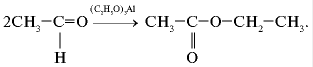 (C₂H₅O)₃Al
2CH₃–C=O → CH₃–C–O–CH₂–CH₃.
H O